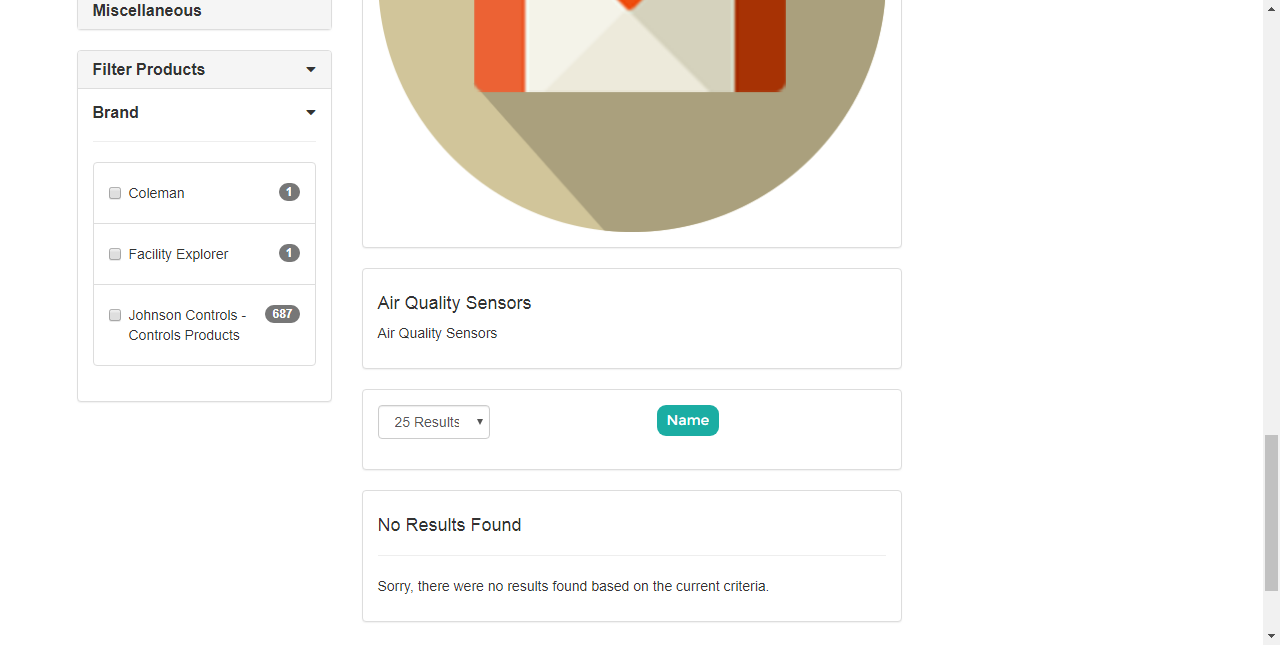 Miscellaneous
Filter Products
Brand
Coleman 1
Facility Explorer 1
Johnson Controls - 687
Controls Products
Air Quality Sensors
Air Quality Sensors
25 Results
Name
No Results Found
Sorry, there were no results found based on the current criteria.